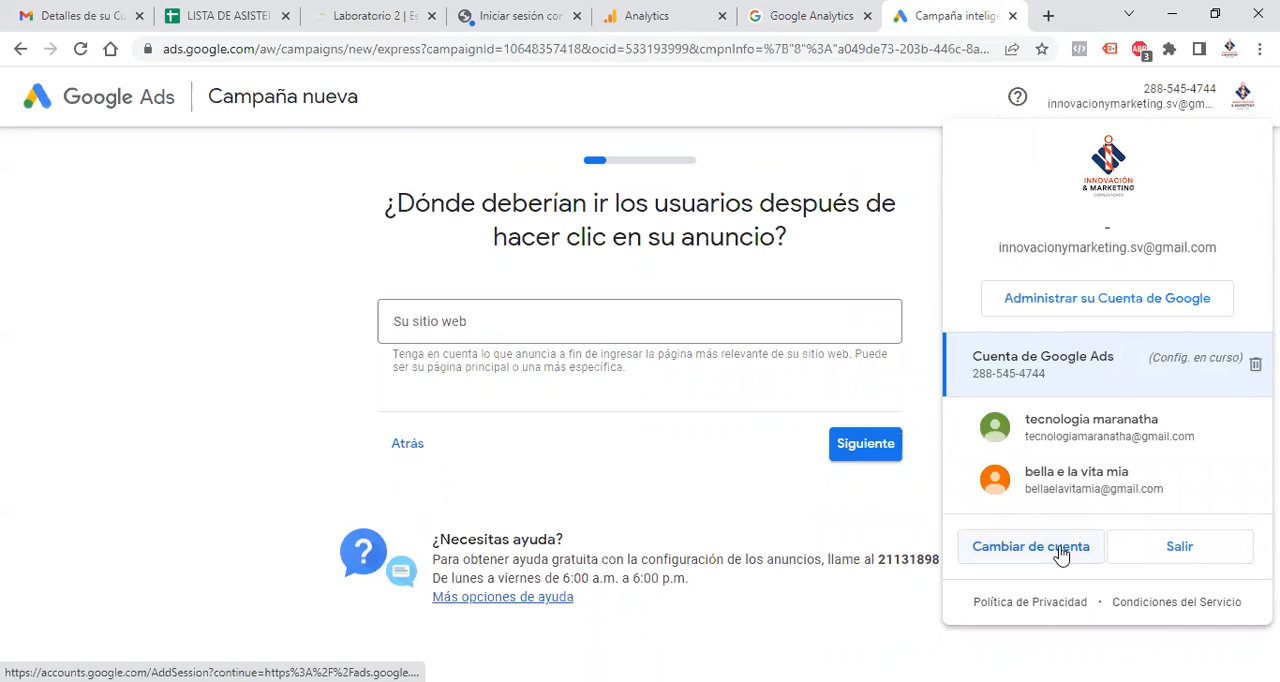 Detalles de su Cu
LISTA DE ASISTEN
Laboratorio 2 | Es
Iniciar sesión con
Analytics
Google Analytics
Campaña intelige
ads.google.com/aw/campaigns/new/express?campaignId=10648357418&ocid=533193999&cmpnInfo=%7B"8"%3A"a049de73-203b-446c-8a...
ABP
3
Google Ads
Campaña nueva
288-545-4744
innovacionymarketing.sv@gm...
¿Dónde deberían ir los usuarios después de
hacer clic en su anuncio?
Su sitio web
Tenga en cuenta lo que anuncia a fin de ingresar la página más relevante de su sitio web. Puede
ser su página principal o una más específica.
Atrás
Siguiente
¿Necesitas ayuda?
Para obtener ayuda gratuita con la configuración de los anuncios, llame al 21131898
De lunes a viernes de 6:00 a.m. a 6:00 p.m.
Más opciones de ayuda
INNOVACIÓN
& MARKETING
-
innovacionymarketing.sv@gmail.com
Administrar su Cuenta de Google
Cuenta de Google Ads
(Config. en curso)
288-545-4744
tecnologia maranatha
tecnologiamaranatha@gmail.com
bella e la vita mia
bellaelavitamia@gmail.com
Cambiar de cuenta
Salir
Política de Privacidad · Condiciones del Servicio
https://accounts.google.com/AddSession?continue=https%3A%2F%2Fads.google....